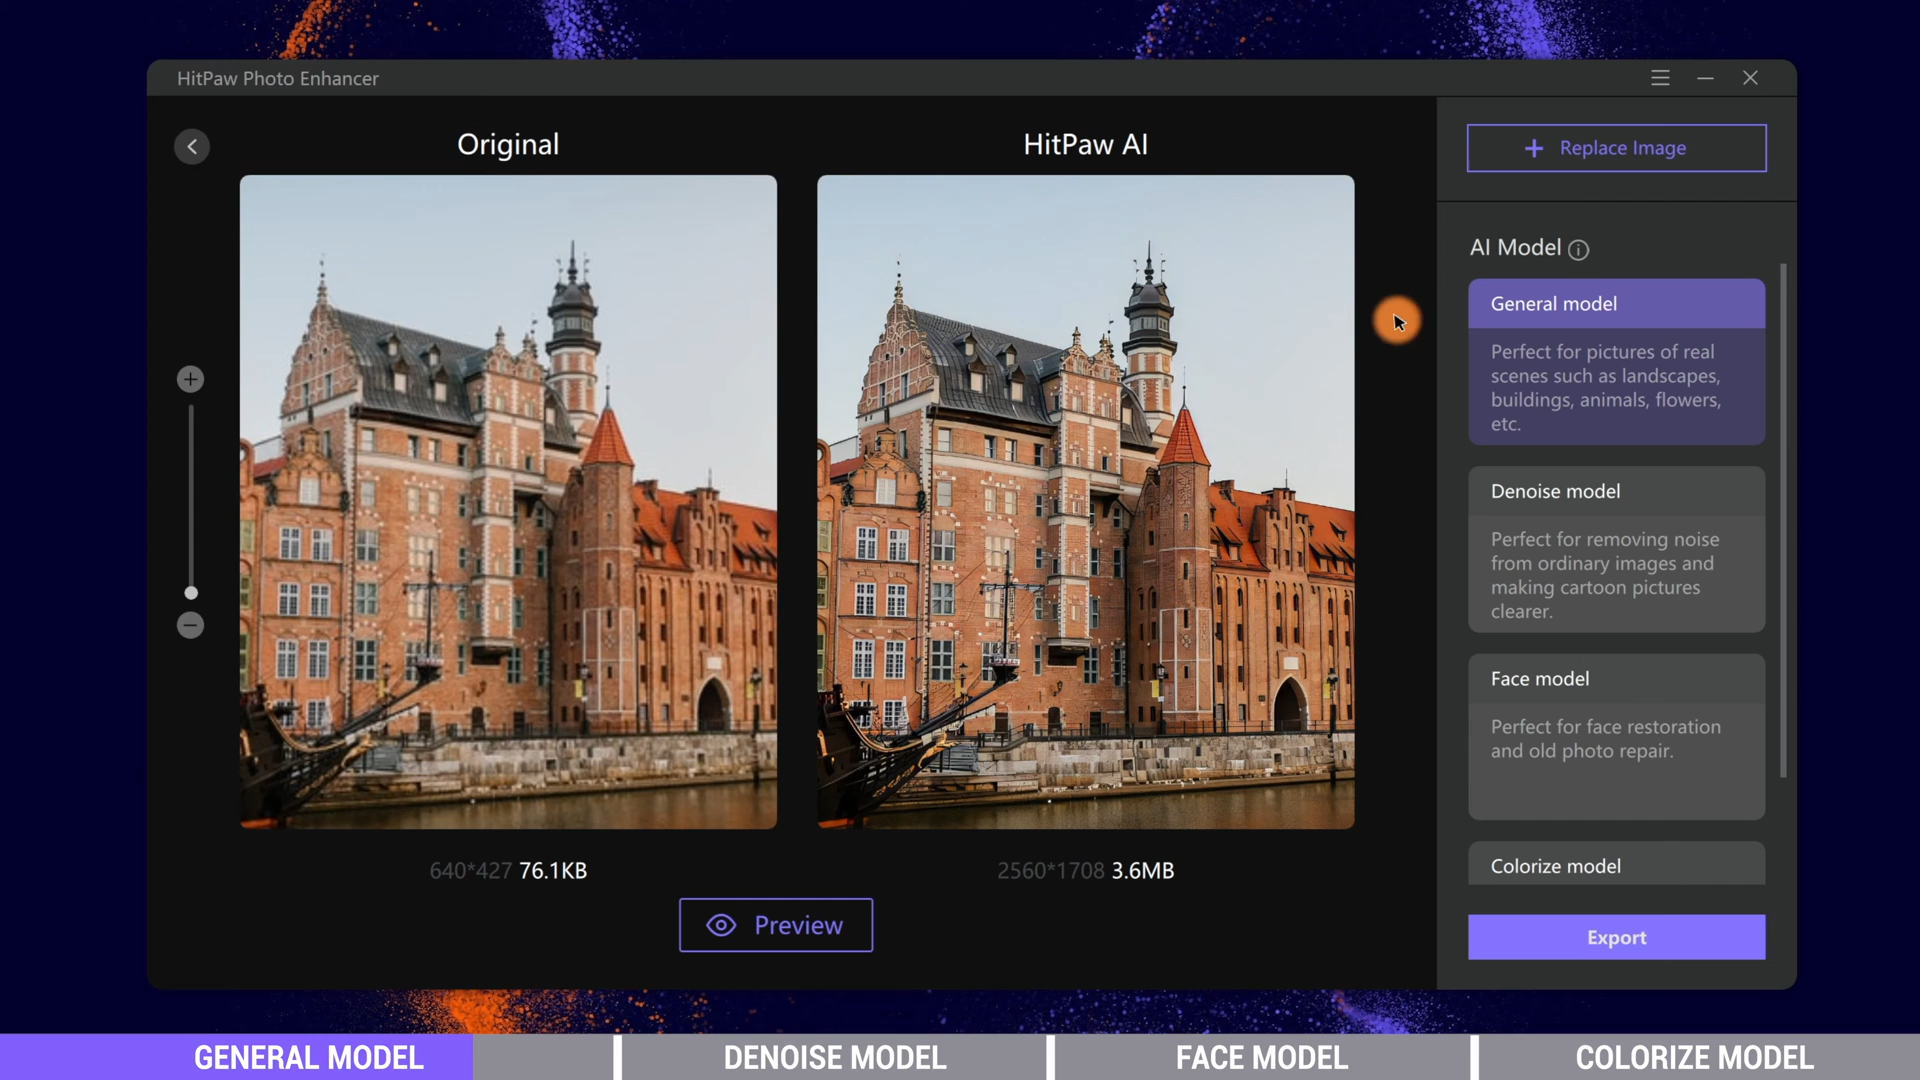 HitPaw Photo Enhancer
Original
HitPaw AI
+ Replace Image
AI Model
General model
Perfect for pictures of real
scenes such as landscapes,
buildings, animals, flowers,
etc.
Denoise model
Perfect for removing noise
from ordinary images and
making cartoon pictures
clearer.
Face model
Perfect for face restoration
and old photo repair.
Colorize model
640*427 76.1KB
2560*1708 3.6MB
Preview
Export
GENERAL MODEL
DENOISE MODEL
FACE MODEL
COLORIZE MODEL